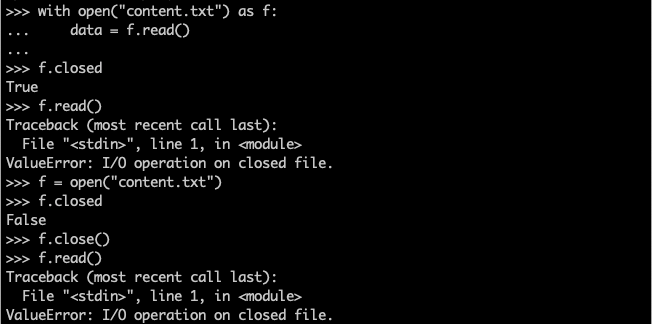 >>> with open("content.txt") as f:
...     data = f.read()
...
>>> f.closed
True
>>> f.read()
Traceback (most recent call last):
  File "<stdin>", line 1, in <module>
ValueError: I/O operation on closed file.
>>> f = open("content.txt")
>>> f.closed
False
>>> f.close()
>>> f.read()
Traceback (most recent call last):
  File "<stdin>", line 1, in <module>
ValueError: I/O operation on closed file.